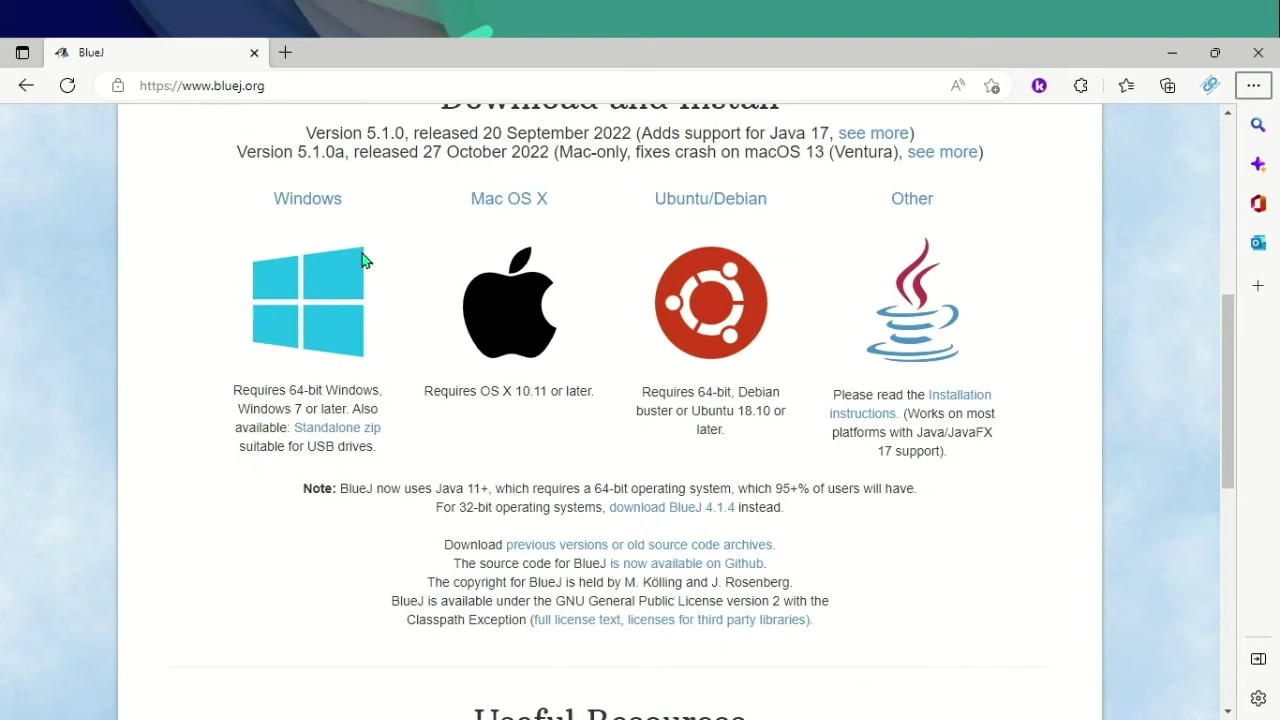 BlueJ
https://www.bluej.org
Download and Install
Version 5.1.0, released 20 September 2022 (Adds support for Java 17, see more)
Version 5.1.0a, released 27 October 2022 (Mac-only, fixes crash on macOS 13 (Ventura), see more)
Windows
Mac OS X
Ubuntu/Debian
Other
Requires 64-bit Windows,
Windows 7 or later. Also
available: Standalone zip
suitable for USB drives.
Requires OS X 10.11 or later.
Requires 64-bit, Debian
buster or Ubuntu 18.10 or
later.
Please read the Installation
instructions. (Works on most
platforms with Java/JavaFX
17 support).
Note: BlueJ now uses Java 11+, which requires a 64-bit operating system, which 95+% of users will have.
For 32-bit operating systems, download BlueJ 4.1.4 instead.
Download previous versions or old source code archives.
The source code for BlueJ is now available on Github.
The copyright for BlueJ is held by M. Kölling and J. Rosenberg.
BlueJ is available under the GNU General Public License version 2 with the
Classpath Exception (full license text, licenses for third party libraries).
Useful Resources